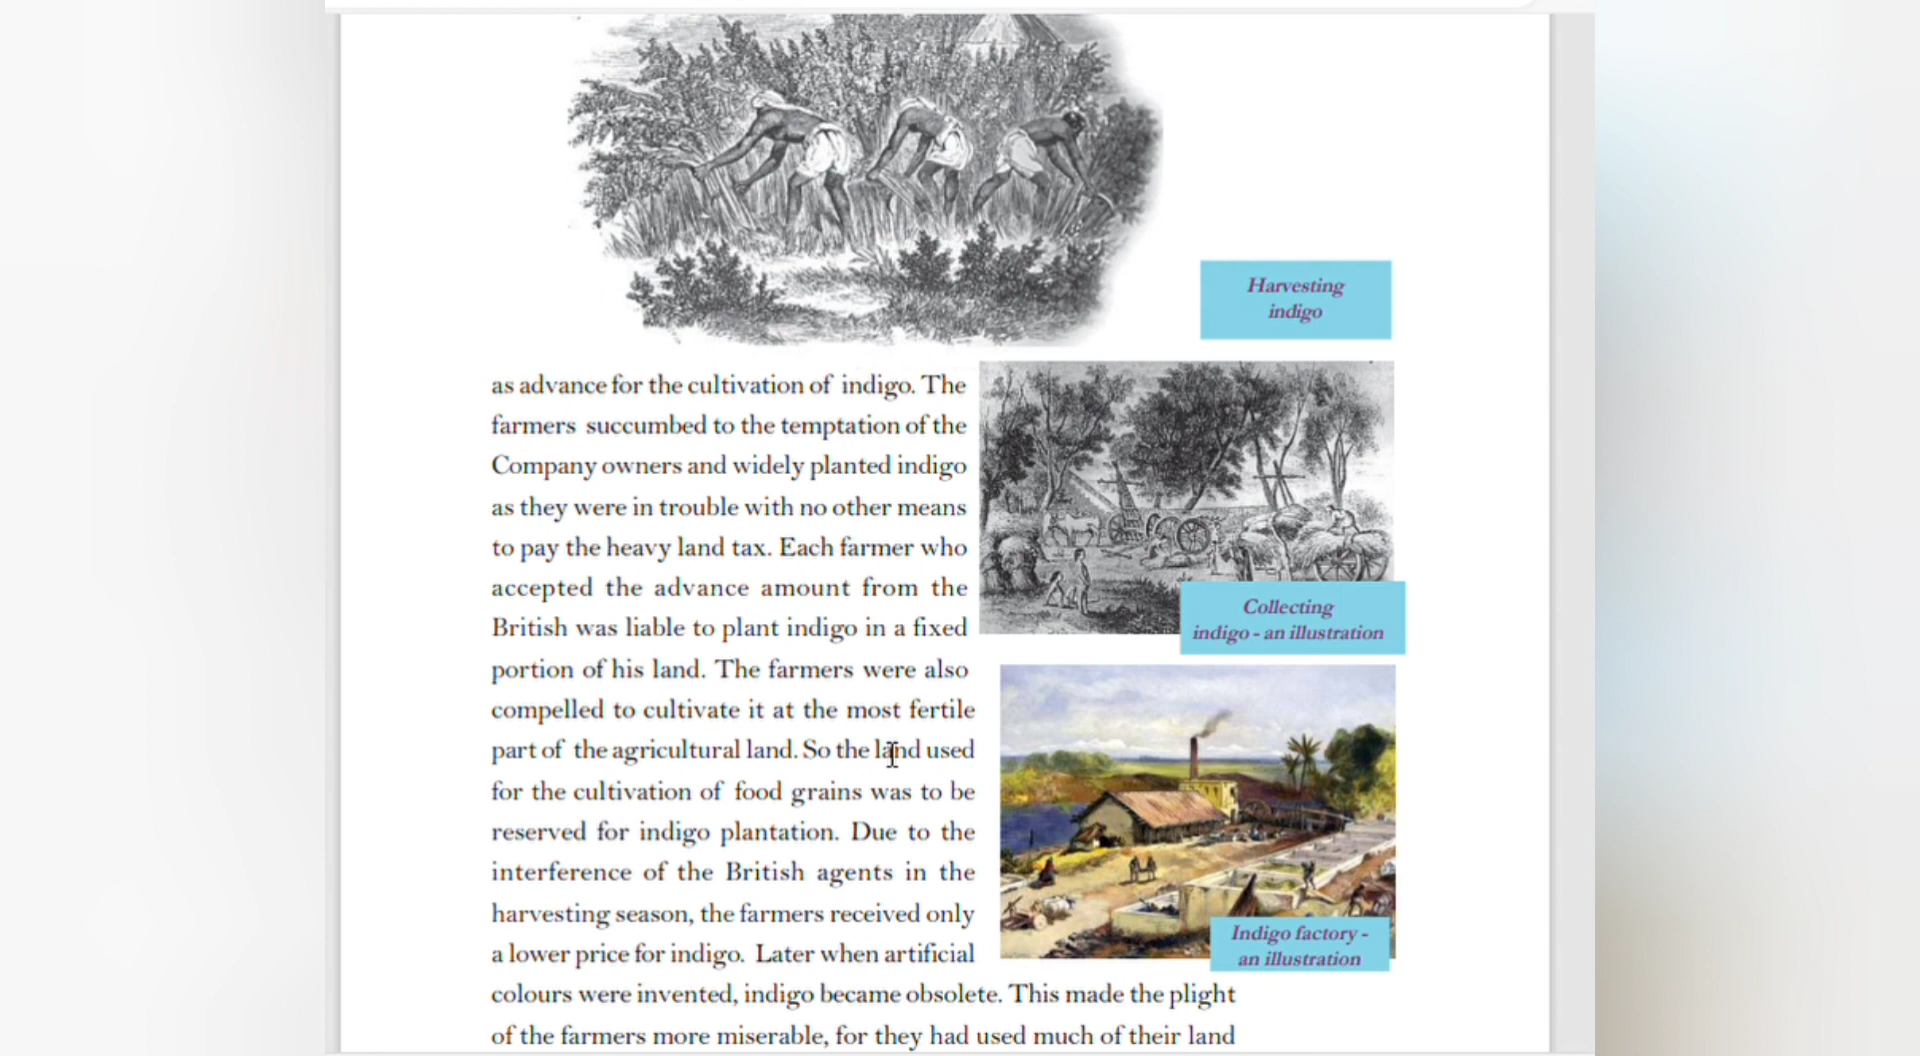 Harvesting
indigo
as advance for the cultivation of indigo. The
farmers succumbed to the temptation of the
Company owners and widely planted indigo
as they were in trouble with no other means
to pay the heavy land tax. Each farmer who
accepted the advance amount from the
British was liable to plant indigo in a fixed
portion of his land. The farmers were also
compelled to cultivate it at the most fertile
part of the agricultural land. So the land used
for the cultivation of food grains was to be
reserved for indigo plantation. Due to the
interference of the British agents in the
harvesting season, the farmers received only
a lower price for indigo. Later when artificial
colours were invented, indigo became obsolete. This made the plight
of the farmers more miserable, for they had used much of their land
Collecting
indigo - an illustration
Indigo factory -
an illustration